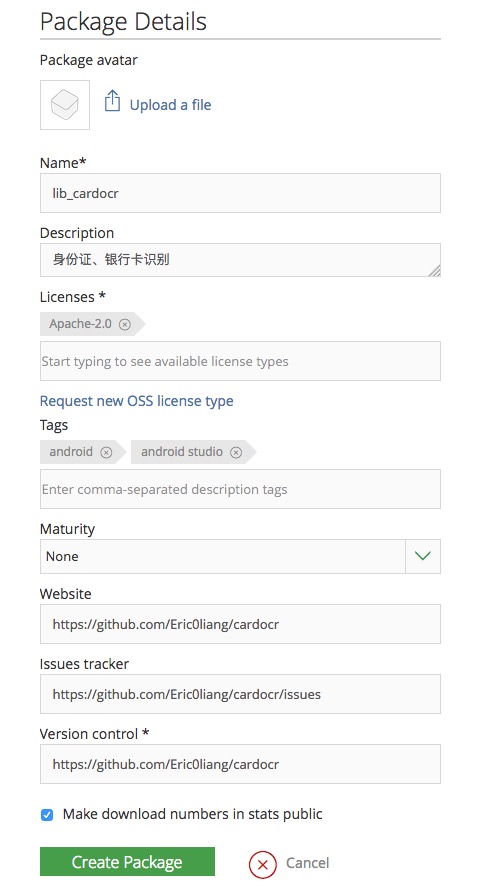 Package Details
Package avatar
Upload a file
Name*
lib_cardocr
Description
身份证、银行卡识别
Licenses *
Apache-2.0
Start typing to see available license types
Request new OSS license type
Tags
android android studio
Enter comma-separated description tags
Maturity
None
Website
https://github.com/Eric0liang/cardocr
Issues tracker
https://github.com/Eric0liang/cardocr/issues
Version control *
https://github.com/Eric0liang/cardocr
Make download numbers in stats public
Create Package Cancel